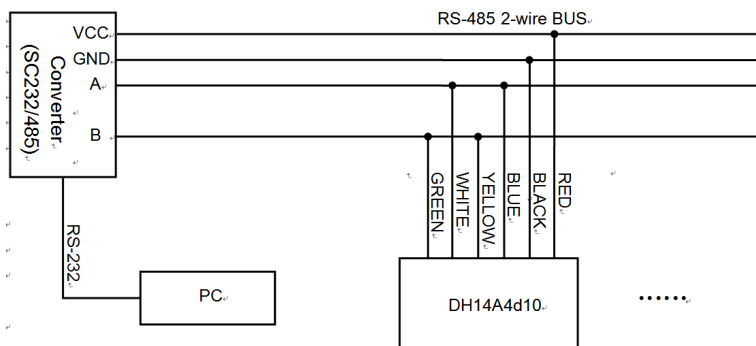 RS-485 2-wire BUS
VCC
GND
A
B
Converter
(SC232/485)
GREEN
WHITE
YELLOW
BLUE
BLACK
RED
RS-232
PC
DH14A4d10
......